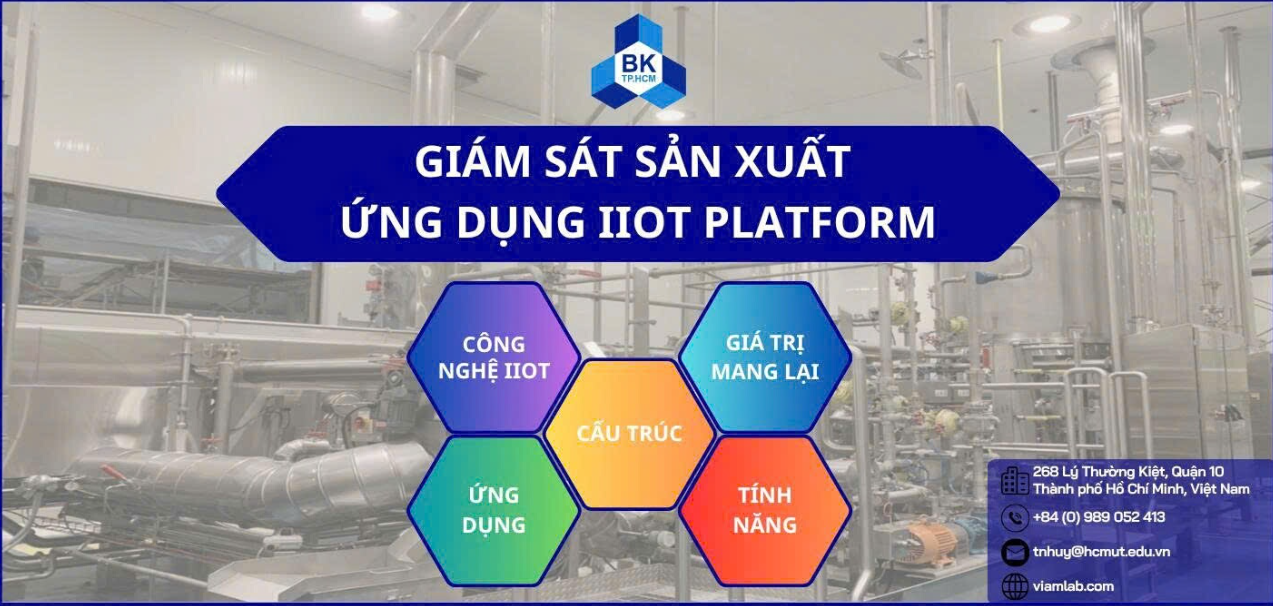 BK
TP.HCM
GIÁM SÁT SẢN XUẤT
ỨNG DỤNG IIOT PLATFORM
CÔNG
NGHỆ IIOT
GIÁ TRỊ
MANG LẠI
CẤU TRÚC
ỨNG
DỤNG
TÍNH
NĂNG
268 Lý Thường Kiệt, Quận 10
Thành phố Hồ Chí Minh, Việt Nam
+84 (0) 989 052 413
tnhuy@hcmut.edu.vn
viamlab.com